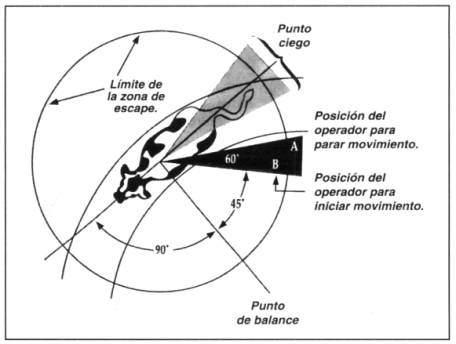 Punto
ciego
Límite de
la zona de
escape.
Posición del
operador para
parar movimiento.
A
60°
B
Posición del
operador para
iniciar movimiento.
45°
90°
Punto
de balance